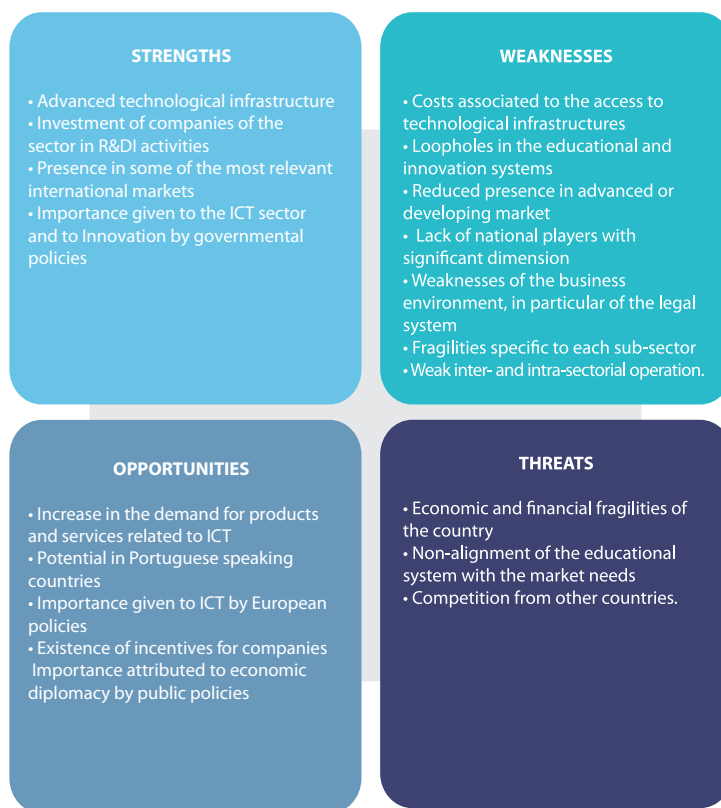 STRENGTHS
• Advanced technological infrastructure
• Investment of companies of the
sector in R&DI activities
• Presence in some of the most relevant
international markets
• Importance given to the ICT sector
and to Innovation by governmental
policies
WEAKNESSES
• Costs associated to the access to
technological infrastructures
• Loopholes in the educational and
innovation systems
• Reduced presence in advanced or
developing market
• Lack of national players with
significant dimension
• Weaknesses of the business
environment, in particular of the legal
system
• Fragilities specific to each sub-sector
• Weak inter- and intra-sectorial operation.
OPPORTUNITIES
• Increase in the demand for products
and services related to ICT
• Potential in Portuguese speaking
countries
• Importance given to ICT by European
policies
• Existence of incentives for companies
Importance attributed to economic
diplomacy by public policies
THREATS
• Economic and financial fragilities of
the country
• Non-alignment of the educational
system with the market needs
• Competition from other countries.